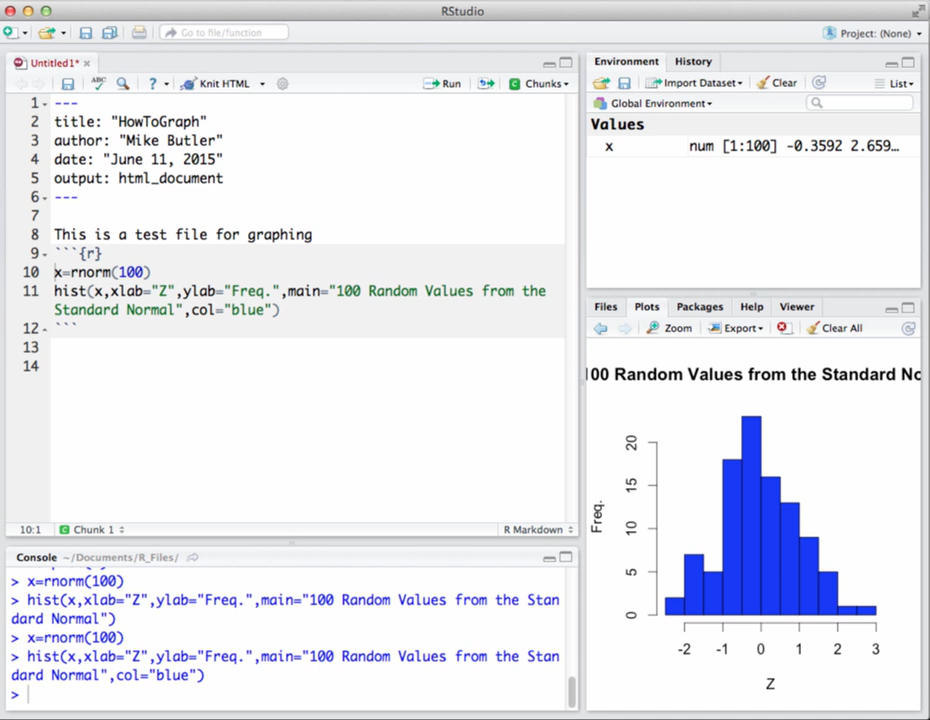 RStudio
Go to file/function
Project: (None)
Untitled1*
ABC
Knit HTML
Run
Chunks
1 ---
2 title: "HowToGraph"
3 author: "Mike Butler"
4 date: "June 11, 2015"
5 output: html_document
6 ---
7
8 This is a test file for graphing
9 ```{r}
10 x=rnorm(100)
11 hist(x,xlab="Z",ylab="Freq.",main="100 Random Values from the
Standard Normal",col="blue")
12 ```
13
14
10:1 Chunk 1 R Markdown
Console ~/Documents/R_Files/
> x=rnorm(100)
> hist(x,xlab="Z",ylab="Freq.",main="100 Random Values from the Stan
dard Normal")
> x=rnorm(100)
> hist(x,xlab="Z",ylab="Freq.",main="100 Random Values from the Stan
dard Normal",col="blue")
>
Environment History
Import Dataset Clear List
Global Environment
Values
x num [1:100] -0.3592 2.659…
Files Plots Packages Help Viewer
Zoom Export Clear All
100 Random Values from the Standard No
Freq.
20
15
10
5
0
-2 -1 0 1 2 3
Z